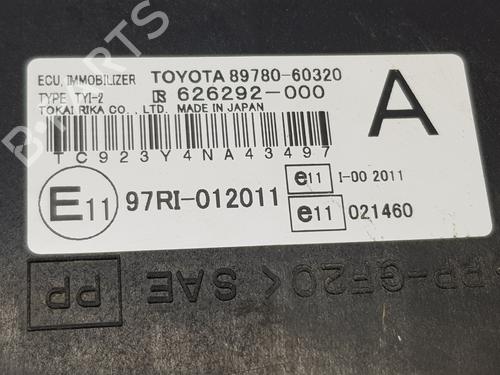 ECU, IMMOBILIZER TOYOTA 89780-60320
TYPE TYI-2 R 626292-000
TOKAI RIKA CO., LTD. MADE IN JAPAN
A
TC923Y4NA43497
E11 97RI-012011
e11 I-00 2011
e11 021460
>PP-GF20<
SAE
PP
B-PARTS